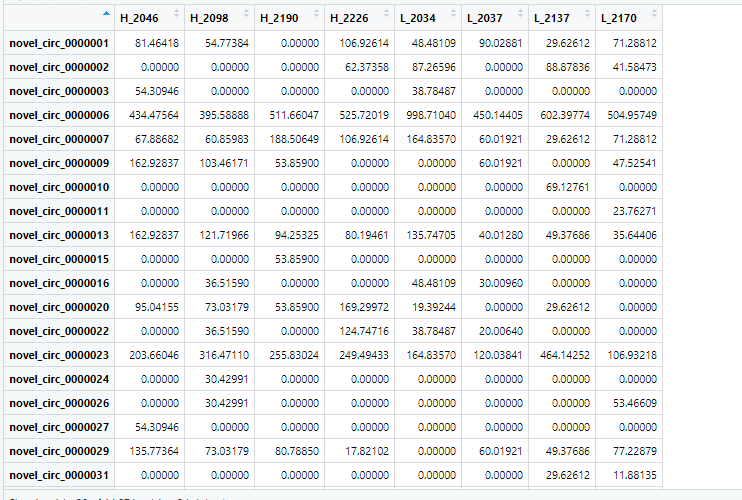 H_2046 H_2098 H_2190 H_2226 L_2034 L_2037 L_2137 L_2170
novel_circ_0000001 81.46418 54.77384 0.00000 106.92614 48.48109 90.02881 29.62612 71.28812
novel_circ_0000002 0.00000 0.00000 0.00000 62.37358 87.26596 0.00000 88.87836 41.58473
novel_circ_0000003 54.30946 0.00000 0.00000 0.00000 38.78487 0.00000 0.00000 0.00000
novel_circ_0000006 434.47564 395.58888 511.66047 525.72019 998.71040 450.14405 602.39774 504.95749
novel_circ_0000007 67.88682 60.85983 188.50649 106.92614 164.83570 60.01921 29.62612 71.28812
novel_circ_0000009 162.92837 103.46171 53.85900 0.00000 0.00000 60.01921 0.00000 47.52541
novel_circ_0000010 0.00000 0.00000 0.00000 0.00000 0.00000 0.00000 69.12761 0.00000
novel_circ_0000011 0.00000 0.00000 0.00000 0.00000 0.00000 0.00000 0.00000 23.76271
novel_circ_0000013 162.92837 121.71966 94.25325 80.19461 135.74705 40.01280 49.37686 35.64406
novel_circ_0000015 0.00000 0.00000 53.85900 0.00000 0.00000 0.00000 0.00000 0.00000
novel_circ_0000016 0.00000 36.51590 0.00000 0.00000 48.48109 30.00960 0.00000 0.00000
novel_circ_0000020 95.04155 73.03179 53.85900 169.29972 19.39244 0.00000 29.62612 0.00000
novel_circ_0000022 0.00000 36.51590 0.00000 124.74716 38.78487 20.00640 0.00000 0.00000
novel_circ_0000023 203.66046 316.47110 255.83024 249.49433 164.83570 120.03841 464.14252 106.93218
novel_circ_0000024 0.00000 30.42991 0.00000 0.00000 0.00000 0.00000 0.00000 0.00000
novel_circ_0000026 0.00000 30.42991 0.00000 0.00000 0.00000 0.00000 0.00000 53.46609
novel_circ_0000027 54.30946 0.00000 0.00000 0.00000 0.00000 0.00000 0.00000 0.00000
novel_circ_0000029 135.77364 73.03179 80.78850 17.82102 0.00000 60.01921 49.37686 77.22879
novel_circ_0000031 0.00000 0.00000 0.00000 0.00000 0.00000 0.00000 29.62612 11.88135